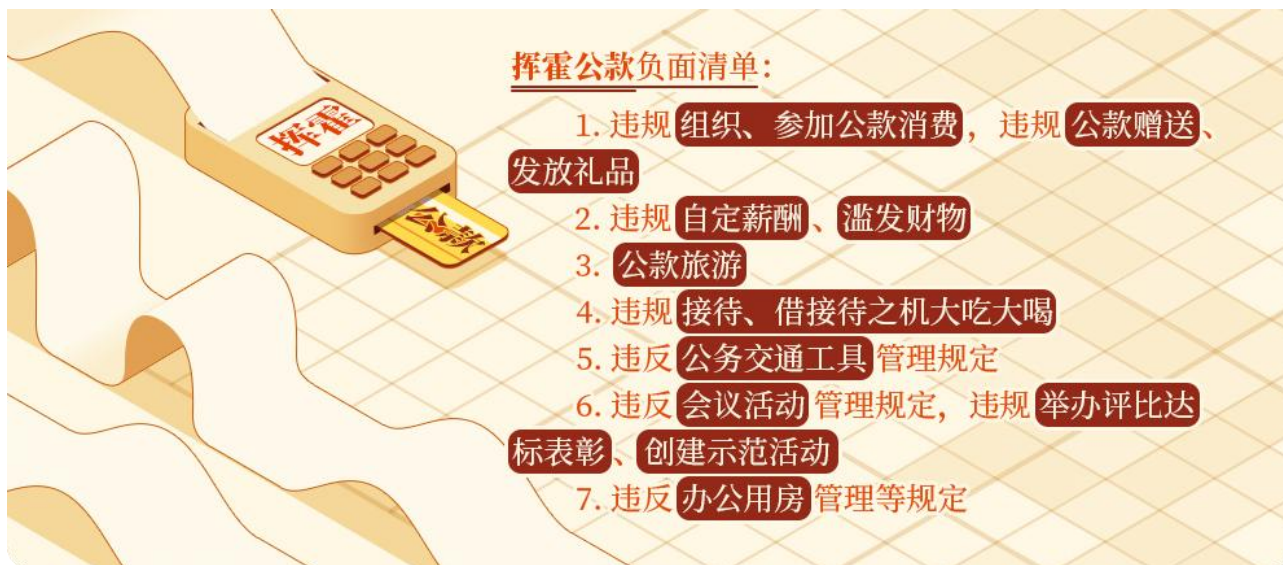 挥霍
公款
挥霍公款负面清单：
1. 违规组织、参加公款消费，违规公款赠送、
发放礼品
2. 违规自定薪酬、滥发财物
3. 公款旅游
4. 违规接待、借接待之机大吃大喝
5. 违反公务交通工具管理规定
6. 违反会议活动管理规定，违规举办评比达
标表彰、创建示范活动
7. 违反办公用房管理等规定